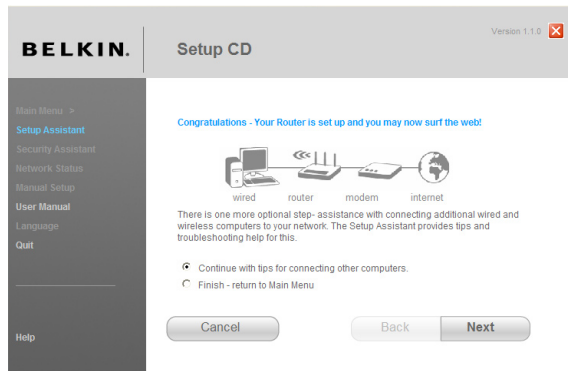 BELKIN.
Setup CD
Version 1.1.0
Main Menu >
Setup Assistant
Security Assistant
Network Status
Manual Setup
User Manual
Language
Quit
Help
Congratulations - Your Router is set up and you may now surf the web!
wired router modem internet
There is one more optional step- assistance with connecting additional wired and
wireless computers to your network. The Setup Assistant provides tips and
troubleshooting help for this.
Continue with tips for connecting other computers.
Finish - return to Main Menu
Cancel
Back
Next